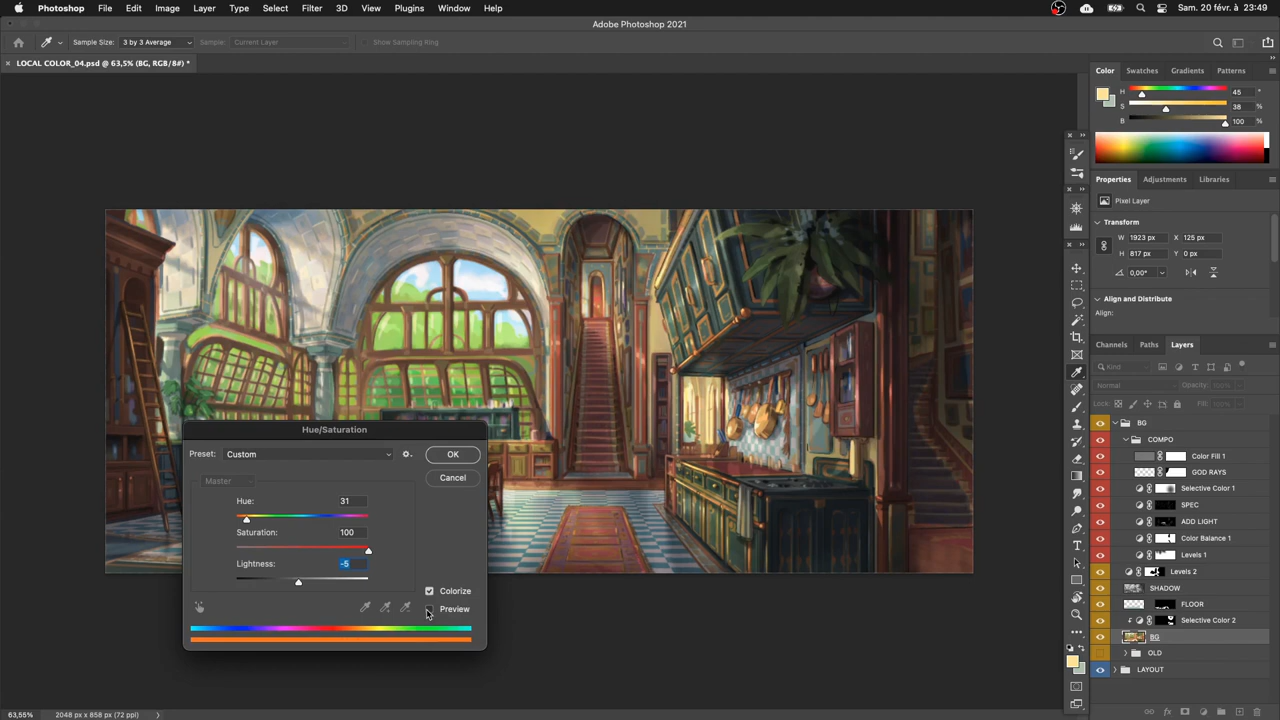 Photoshop File Edit Image Layer Type Select Filter 3D View Plugins Window Help
Sam. 20 févr. à 23:49
Adobe Photoshop 2021
Sample Size: 3 by 3 Average Sample: Current Layer Show Sampling Ring
LOCAL COLOR_04.psd @ 63,5% (BG, RGB/8#) *
Color Swatches Gradients Patterns
H 45 °
S 38 %
B 100 %
Properties Adjustments Libraries
Pixel Layer
Transform
W 1923 px X 125 px
H 817 px Y 0 px
0,00°
Align and Distribute
Align:
Channels Paths Layers
Kind
Normal Opacity: 100%
Lock: Fill: 100%
BG
COMPO
Color Fill 1
GOD RAYS
Selective Color 1
SPEC
ADD LIGHT
Color Balance 1
Levels 1
Levels 2
SHADOW
FLOOR
Selective Color 2
BG
OLD
LAYOUT
Hue/Saturation
Preset: Custom OK
Cancel
Master
Hue: 31
Saturation: 100
Lightness: -5
Colorize
Preview
63,55% 2048 px x 858 px (72 ppi)